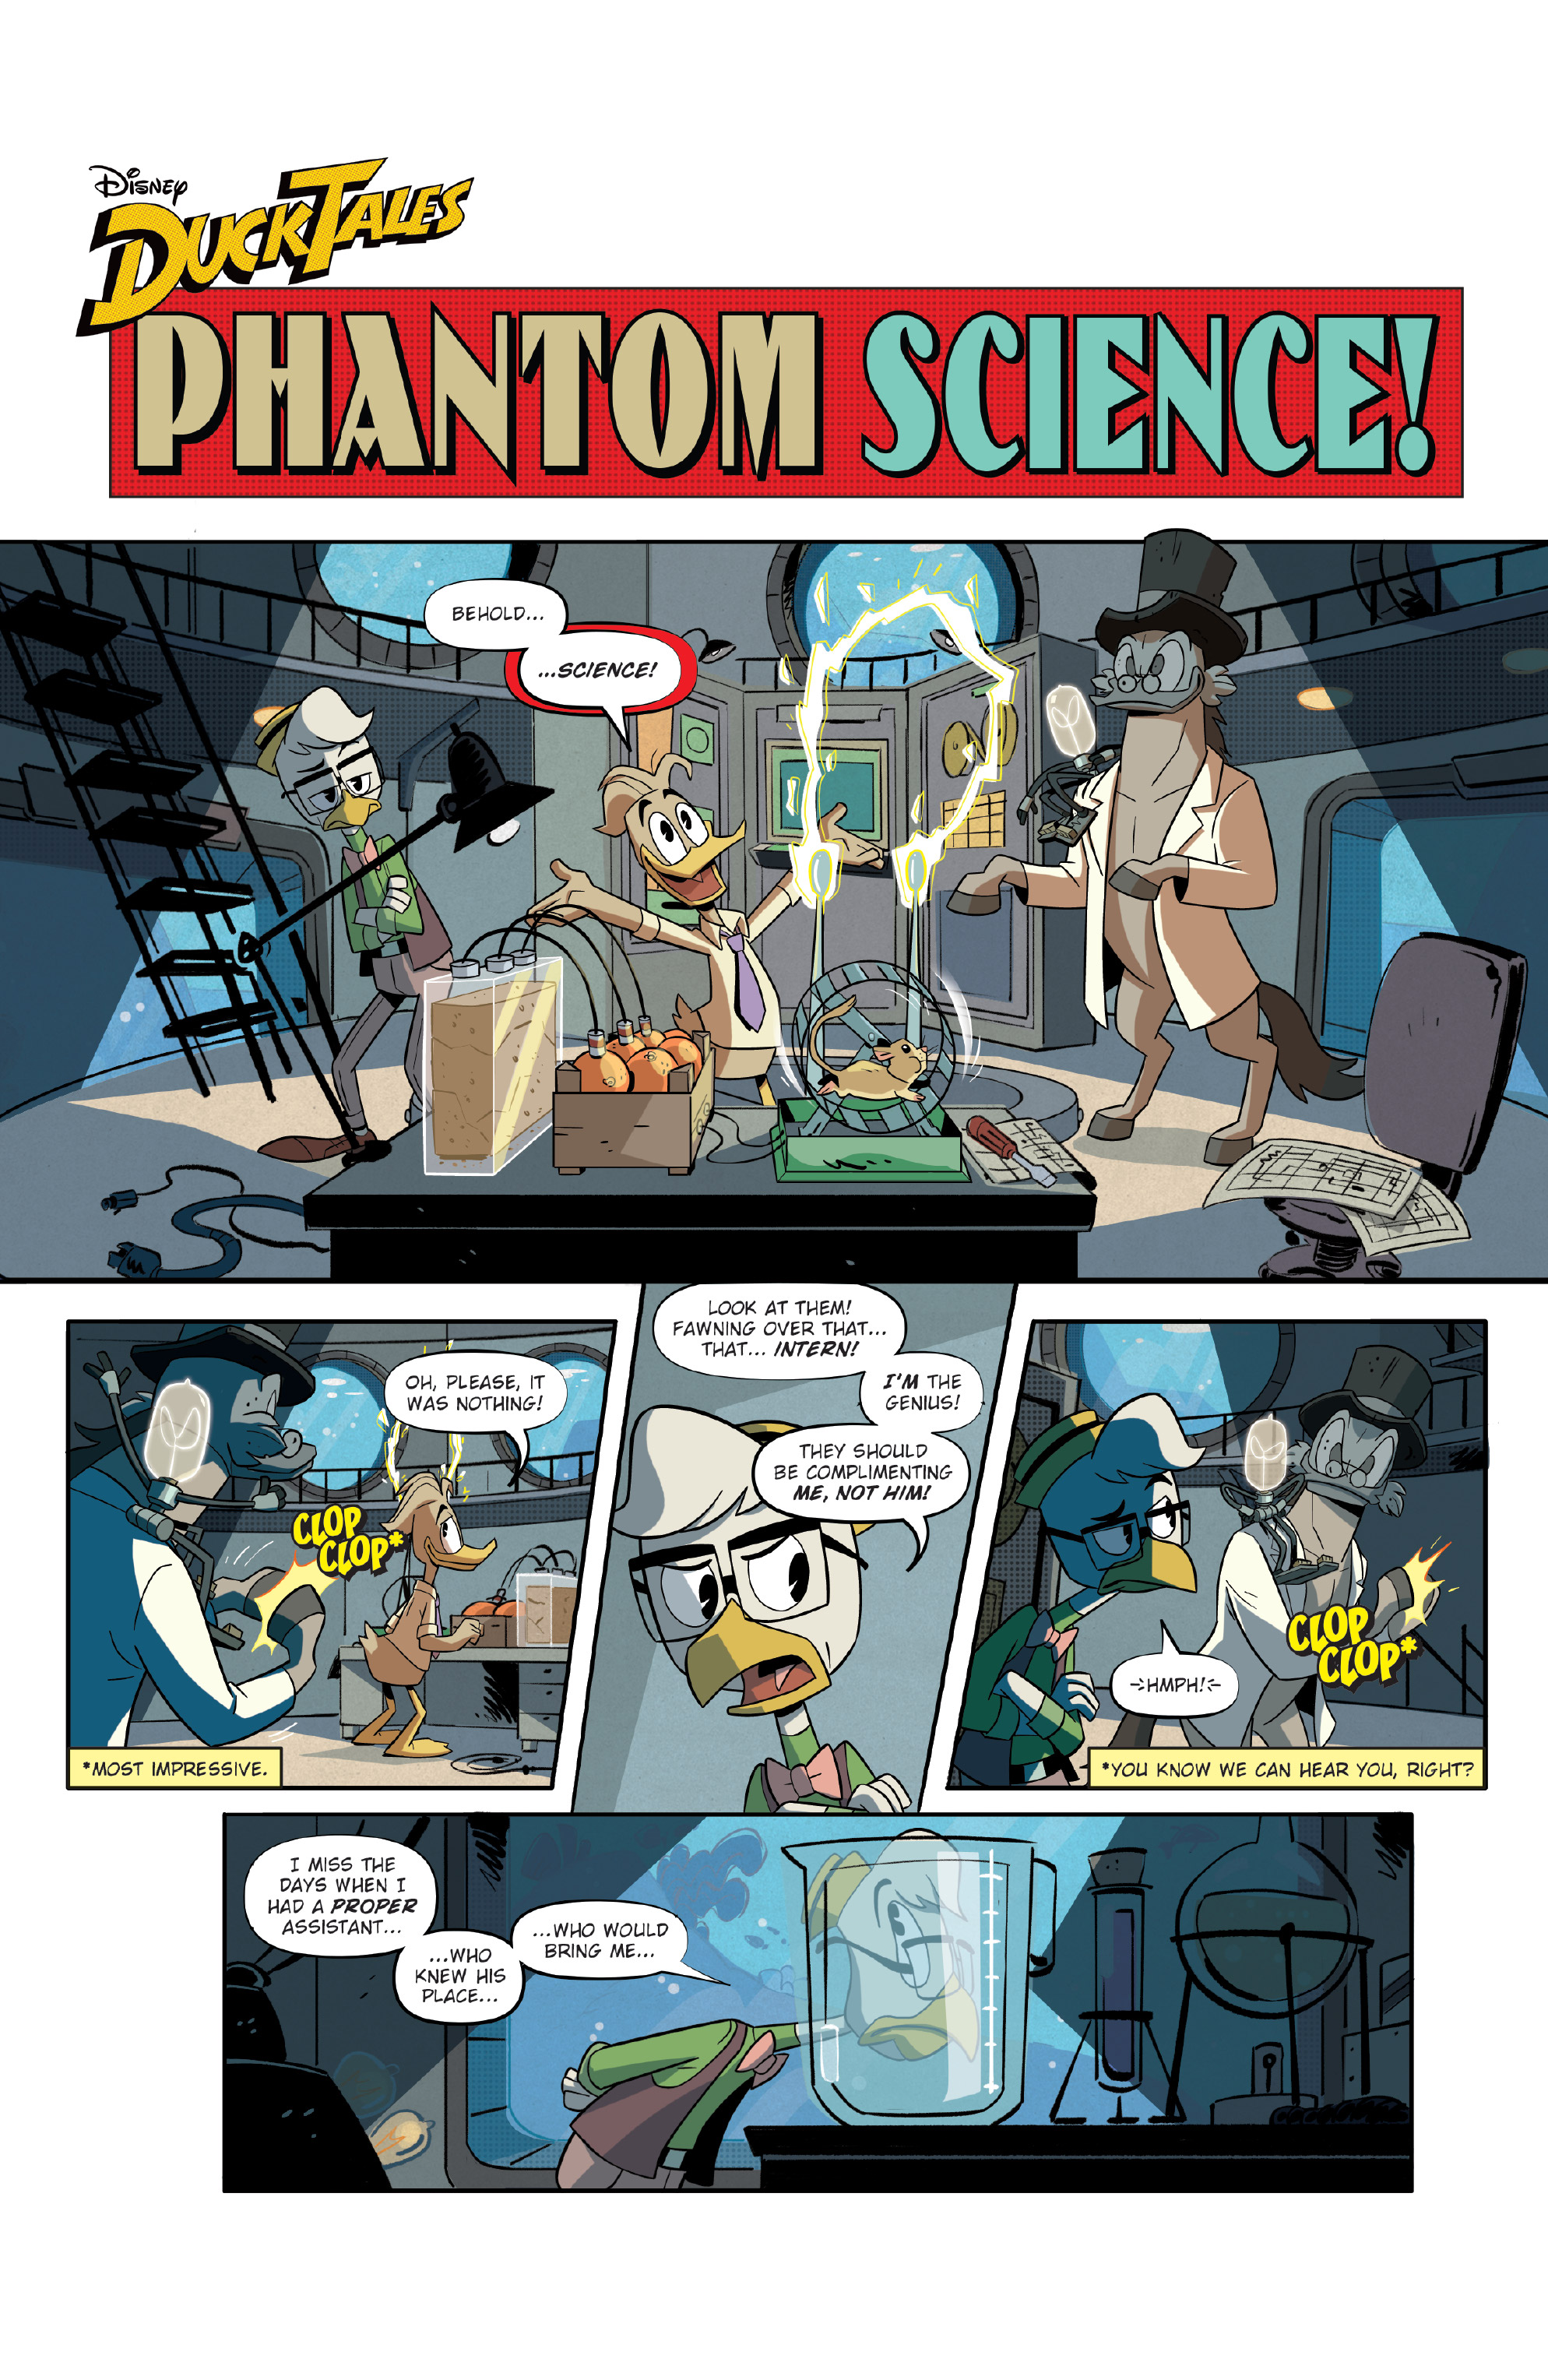 DISNEY
DUCKTALES
PHANTOM SCIENCE!
BEHOLD...
...SCIENCE!
OH, PLEASE, IT
WAS NOTHING!
CLOP
CLOP*
*MOST IMPRESSIVE.
LOOK AT THEM!
FAWNING OVER THAT...
THAT... INTERN!
I'M THE
GENIUS!
THEY SHOULD
BE COMPLIMENTING
ME, NOT HIM!
HMPH!
CLOP
CLOP*
*YOU KNOW WE CAN HEAR YOU, RIGHT?
I MISS THE
DAYS WHEN I
HAD A PROPER
ASSISTANT...
...WHO
KNEW HIS
PLACE...
...WHO WOULD
BRING ME...